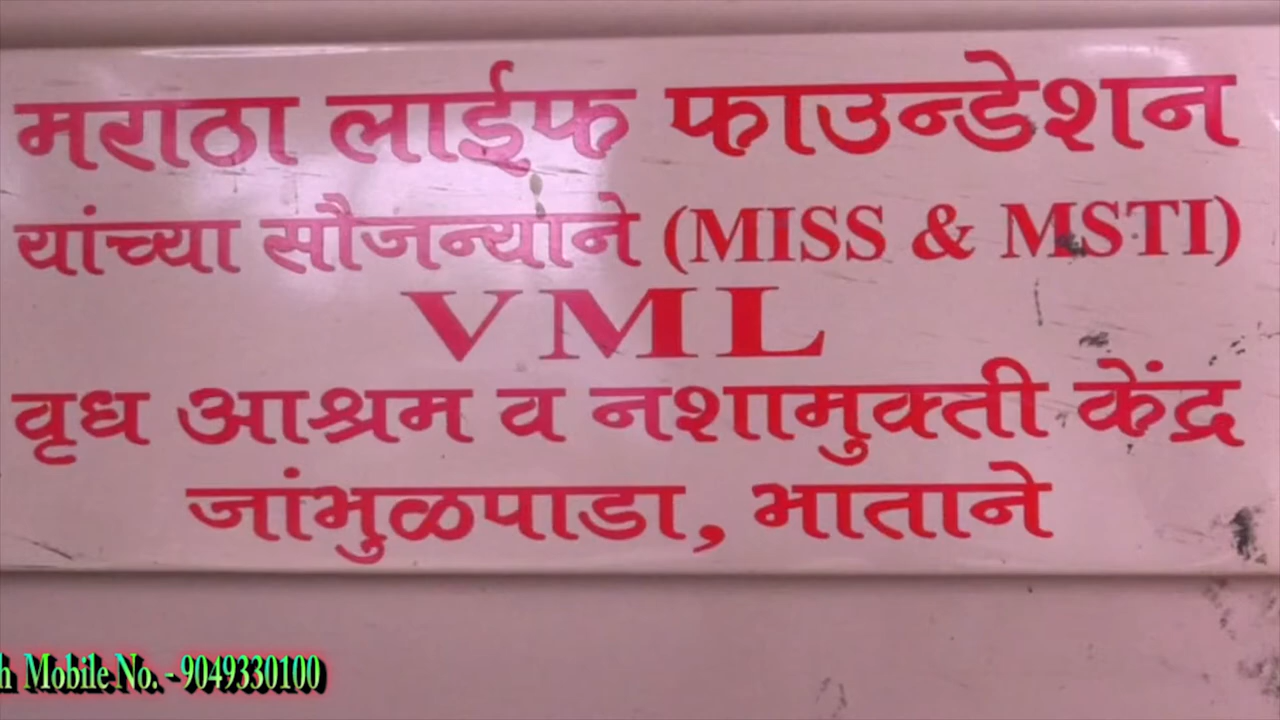 मराठा लाईफ फाउन्डेशन
यांच्या सौजन्याने (MISS & MSTI)
VML
वृध आश्रम व नशामुक्ती केंद्र
जांभुळपाडा, भाताने
h Mobile No. - 9049330100